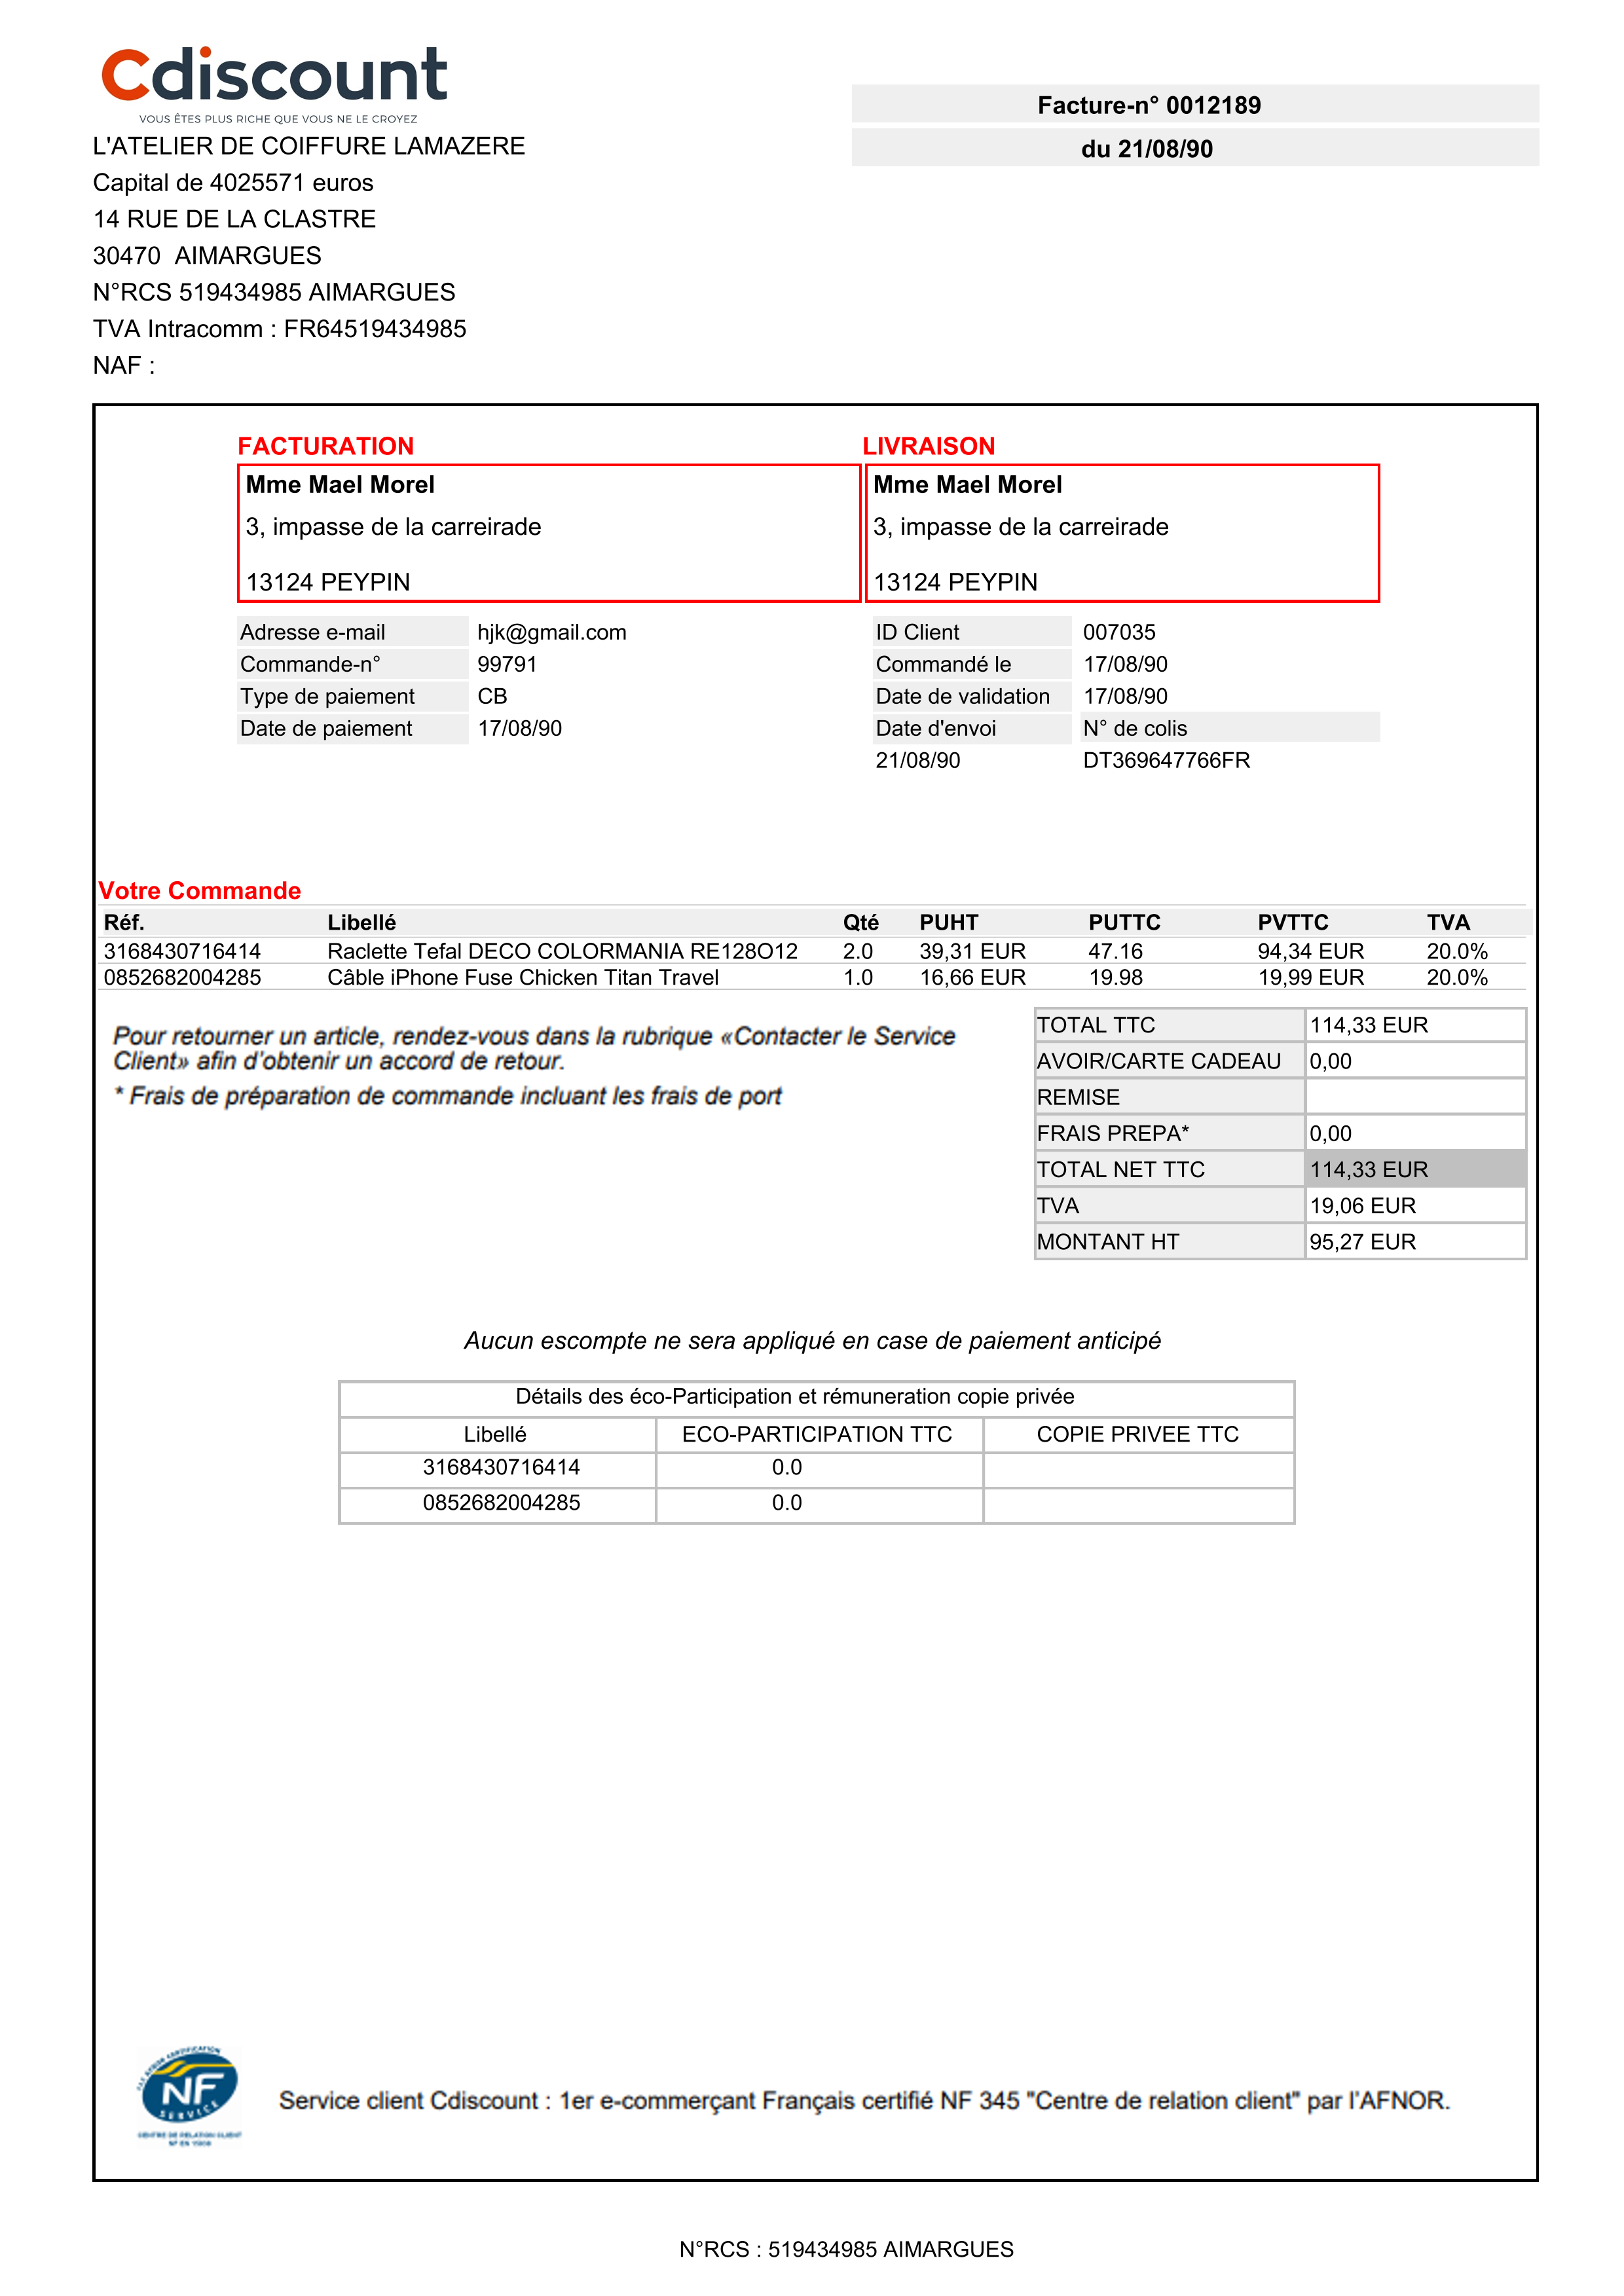 Cdiscount
VOUS ÊTES PLUS RICHE QUE VOUS NE LE CROYEZ
Facture-n° 0012189
du 21/08/90
L'ATELIER DE COIFFURE LAMAZERE
Capital de 4025571 euros
14 RUE DE LA CLASTRE
30470 AIMARGUES
N°RCS 519434985 AIMARGUES
TVA Intracomm : FR64519434985
NAF :
FACTURATION LIVRAISON
Mme Mael Morel Mme Mael Morel
3, impasse de la carreirade 3, impasse de la carreirade
13124 PEYPIN 13124 PEYPIN
Adresse e-mail hjk@gmail.com ID Client 007035
Commande-n° 99791 Commandé le 17/08/90
Type de paiement CB Date de validation 17/08/90
Date de paiement 17/08/90 Date d'envoi N° de colis
21/08/90 DT369647766FR
Votre Commande
Réf. Libellé Qté PUHT PUTTC PVTTC TVA
3168430716414 Raclette Tefal DECO COLORMANIA RE128O12 2.0 39,31 EUR 47.16 94,34 EUR 20.0%
0852682004285 Câble iPhone Fuse Chicken Titan Travel 1.0 16,66 EUR 19.98 19,99 EUR 20.0%
Pour retourner un article, rendez-vous dans la rubrique «Contacter le Service
Client» afin d'obtenir un accord de retour.
* Frais de préparation de commande incluant les frais de port
TOTAL TTC 114,33 EUR
AVOIR/CARTE CADEAU 0,00
REMISE
FRAIS PREPA* 0,00
TOTAL NET TTC 114,33 EUR
TVA 19,06 EUR
MONTANT HT 95,27 EUR
Aucun escompte ne sera appliqué en case de paiement anticipé
Détails des éco-Participation et rémuneration copie privée
Libellé ECO-PARTICIPATION TTC COPIE PRIVEE TTC
3168430716414 0.0
0852682004285 0.0
NF
SERVICE
CENTRE DE RELATION CLIENT
Service client Cdiscount : 1er e-commerçant Français certifié NF 345 "Centre de relation client" par l'AFNOR.
N°RCS : 519434985 AIMARGUES